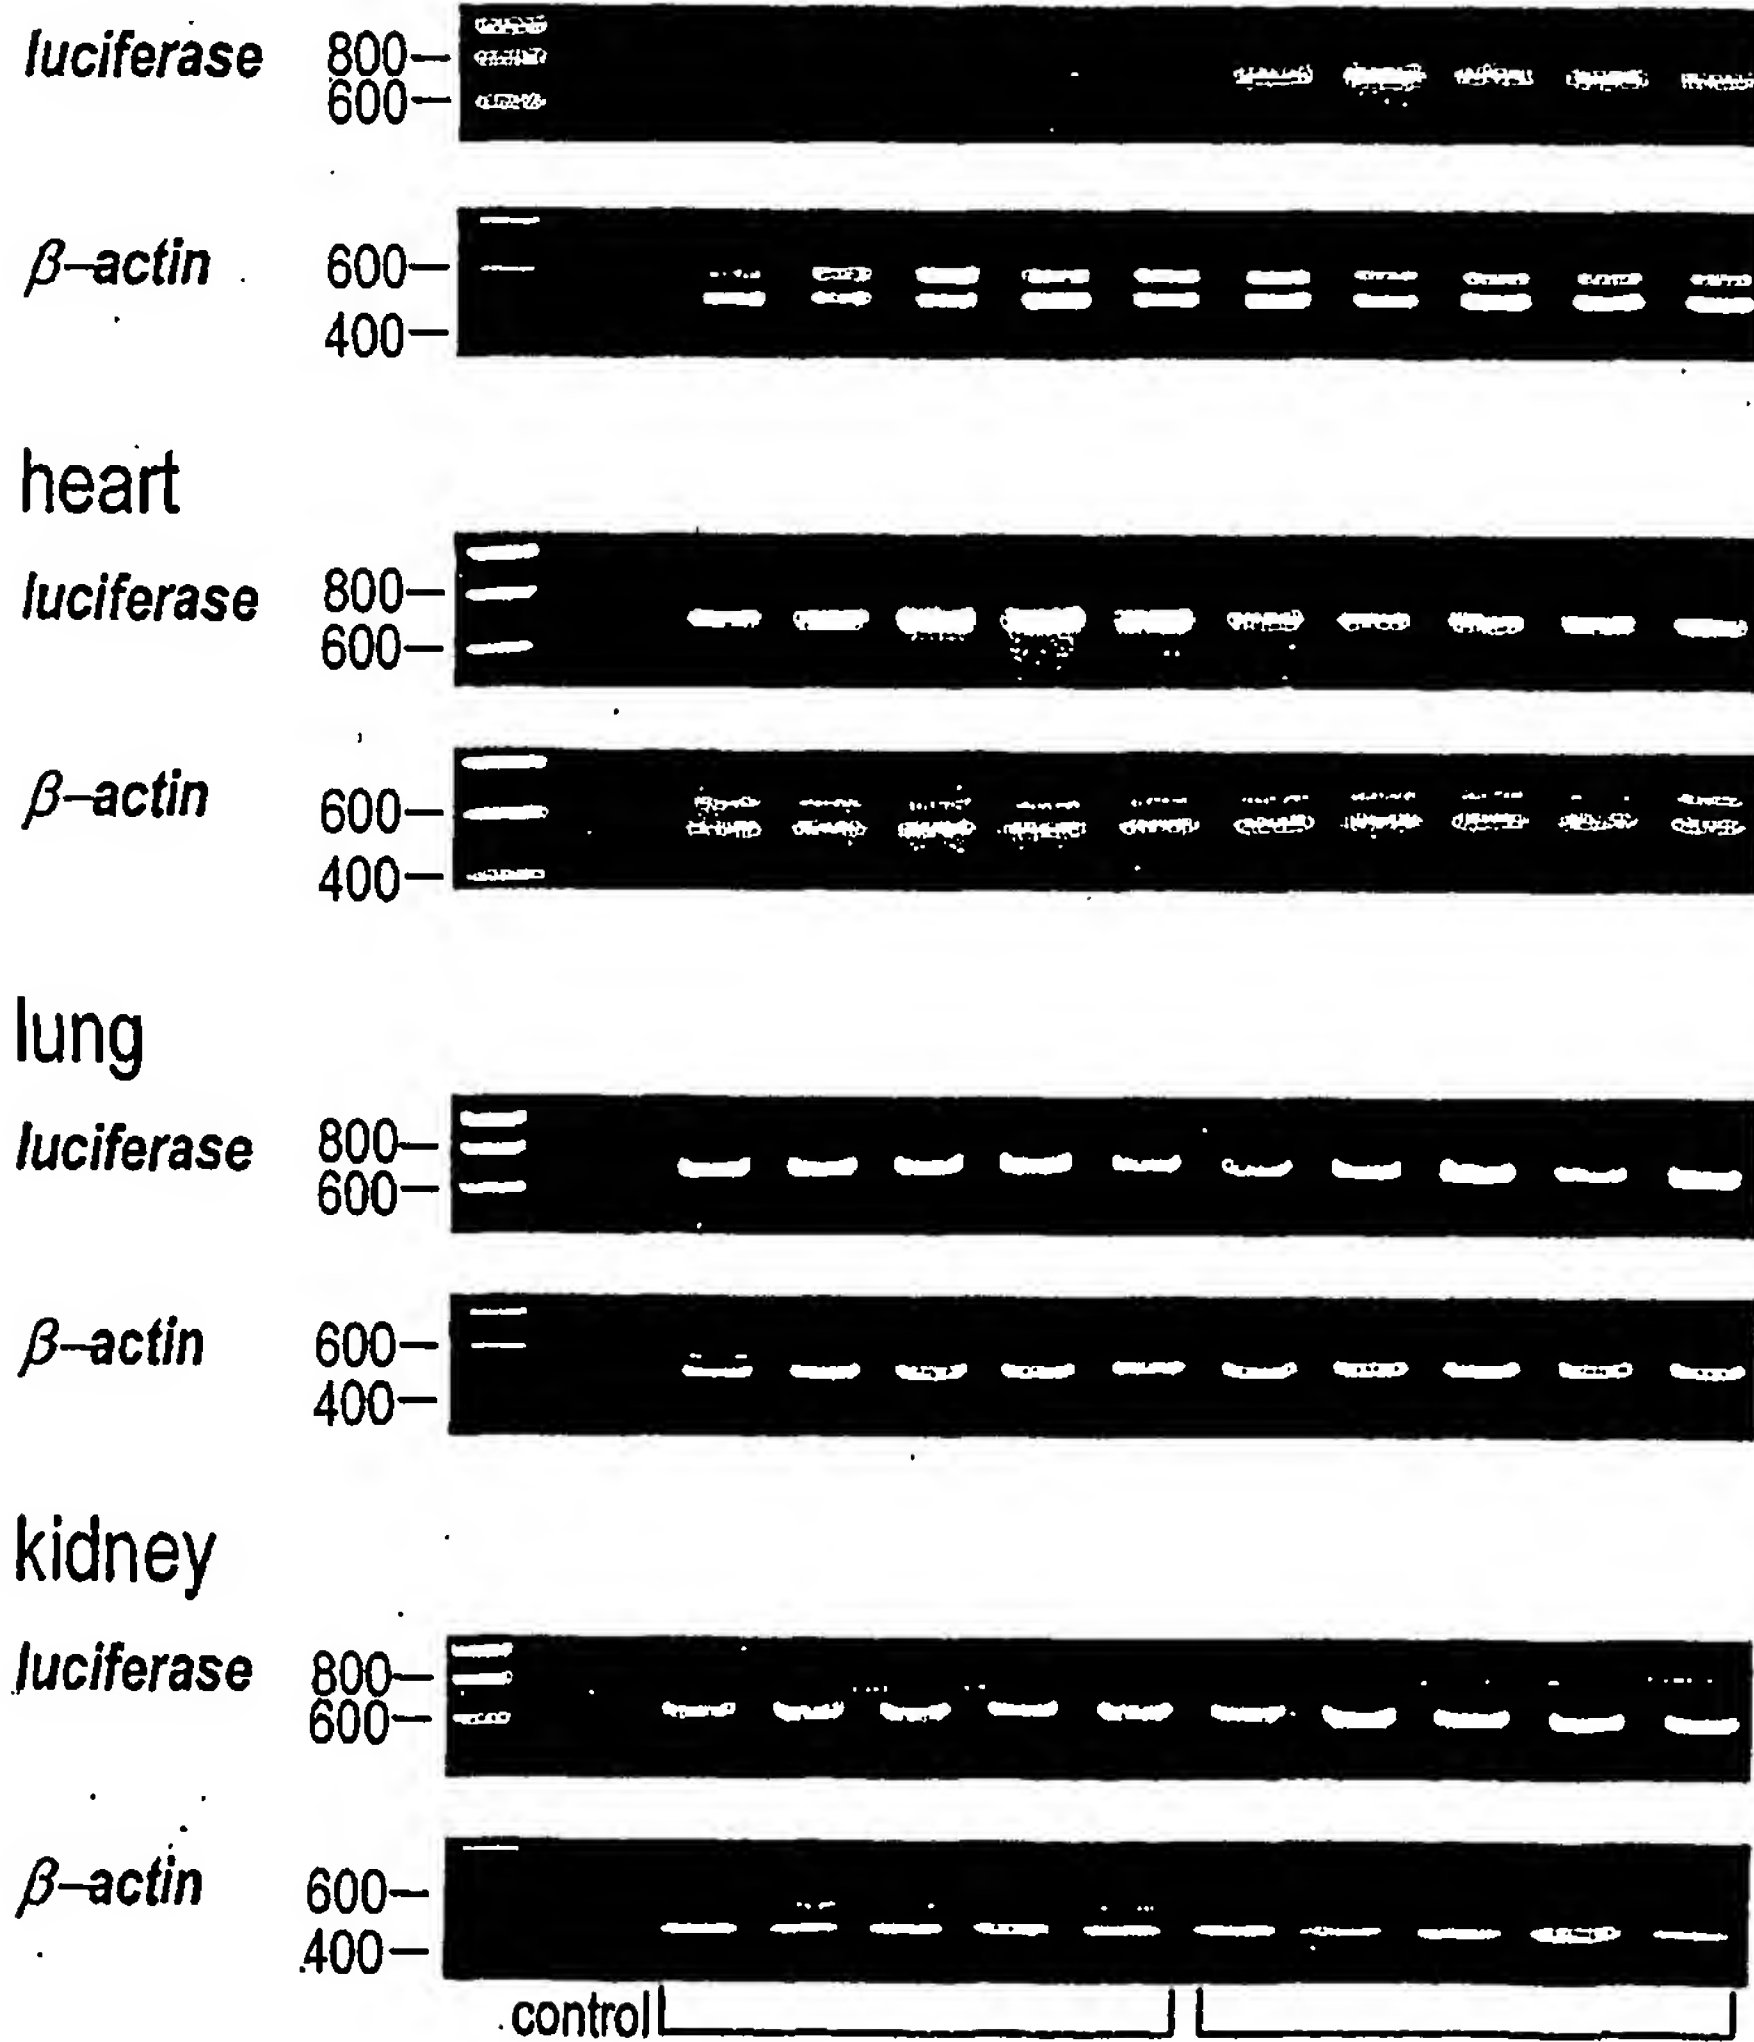 luciferase 800
600
β-actin 600
400
heart
luciferase 800
600
β-actin 600
400
lung
luciferase 800
600
β-actin 600
400
kidney
luciferase 800
600
β-actin 600
400
control